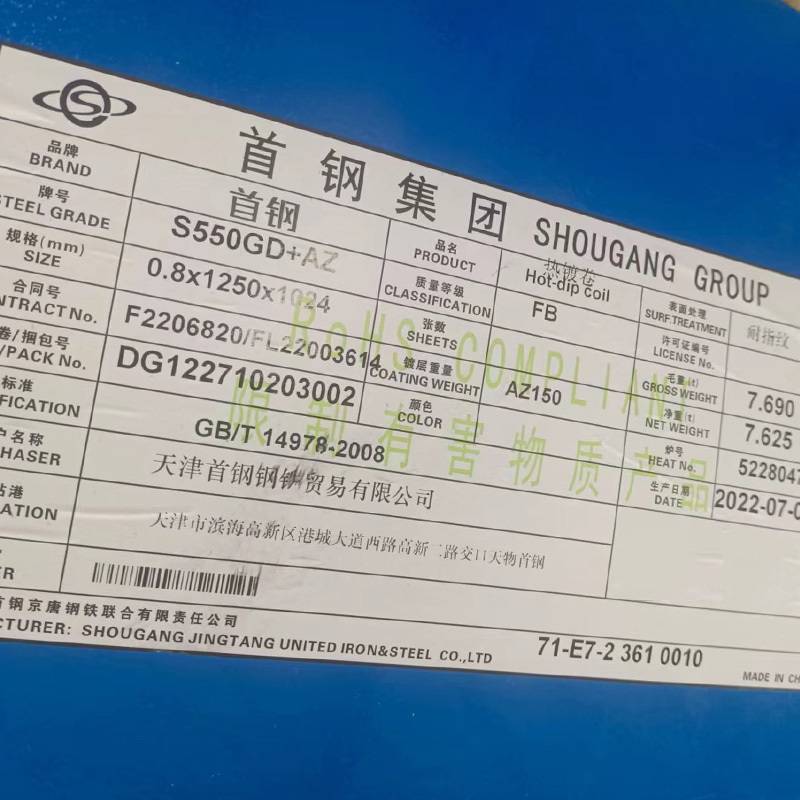 首钢集团 SHOUGANG GROUP
品牌 首钢 品名 热镀卷 表面处理 耐指纹
BRAND PRODUCT Hot-dip coil SURF.TREATMENT
牌号 S550GD+AZ 质量等级 FB 许可证编号
STEEL GRADE CLASSIFICATION LICENSE No.
规格(mm) 0.8x1250x1024 张数 毛重(t) 7.690
SIZE SHEETS GROSS WEIGHT
合同号 F2206820/FL22003614 镀层重量 AZ150 净重(t) 7.625
NTRACT No. COATING WEIGHT NET WEIGHT
卷/捆包号 DG122710203002 颜色 炉号 5228047
/PACK No. COLOR HEAT No.
标准 GB/T 14978-2008 生产日期 2022-07-0
IFICATION DATE
户名称 天津首钢钢铁贸易有限公司
HASER
站港 天津市滨海高新区港城大道西路高新二路交口天物首钢
ATION
ER
RoHS COMPLIANT
限制有害物质产品
首钢京唐钢铁联合有限责任公司
CTURER: SHOUGANG JINGTANG UNITED IRON&STEEL CO.,LTD 71-E7-2 361 0010
MADE IN CH